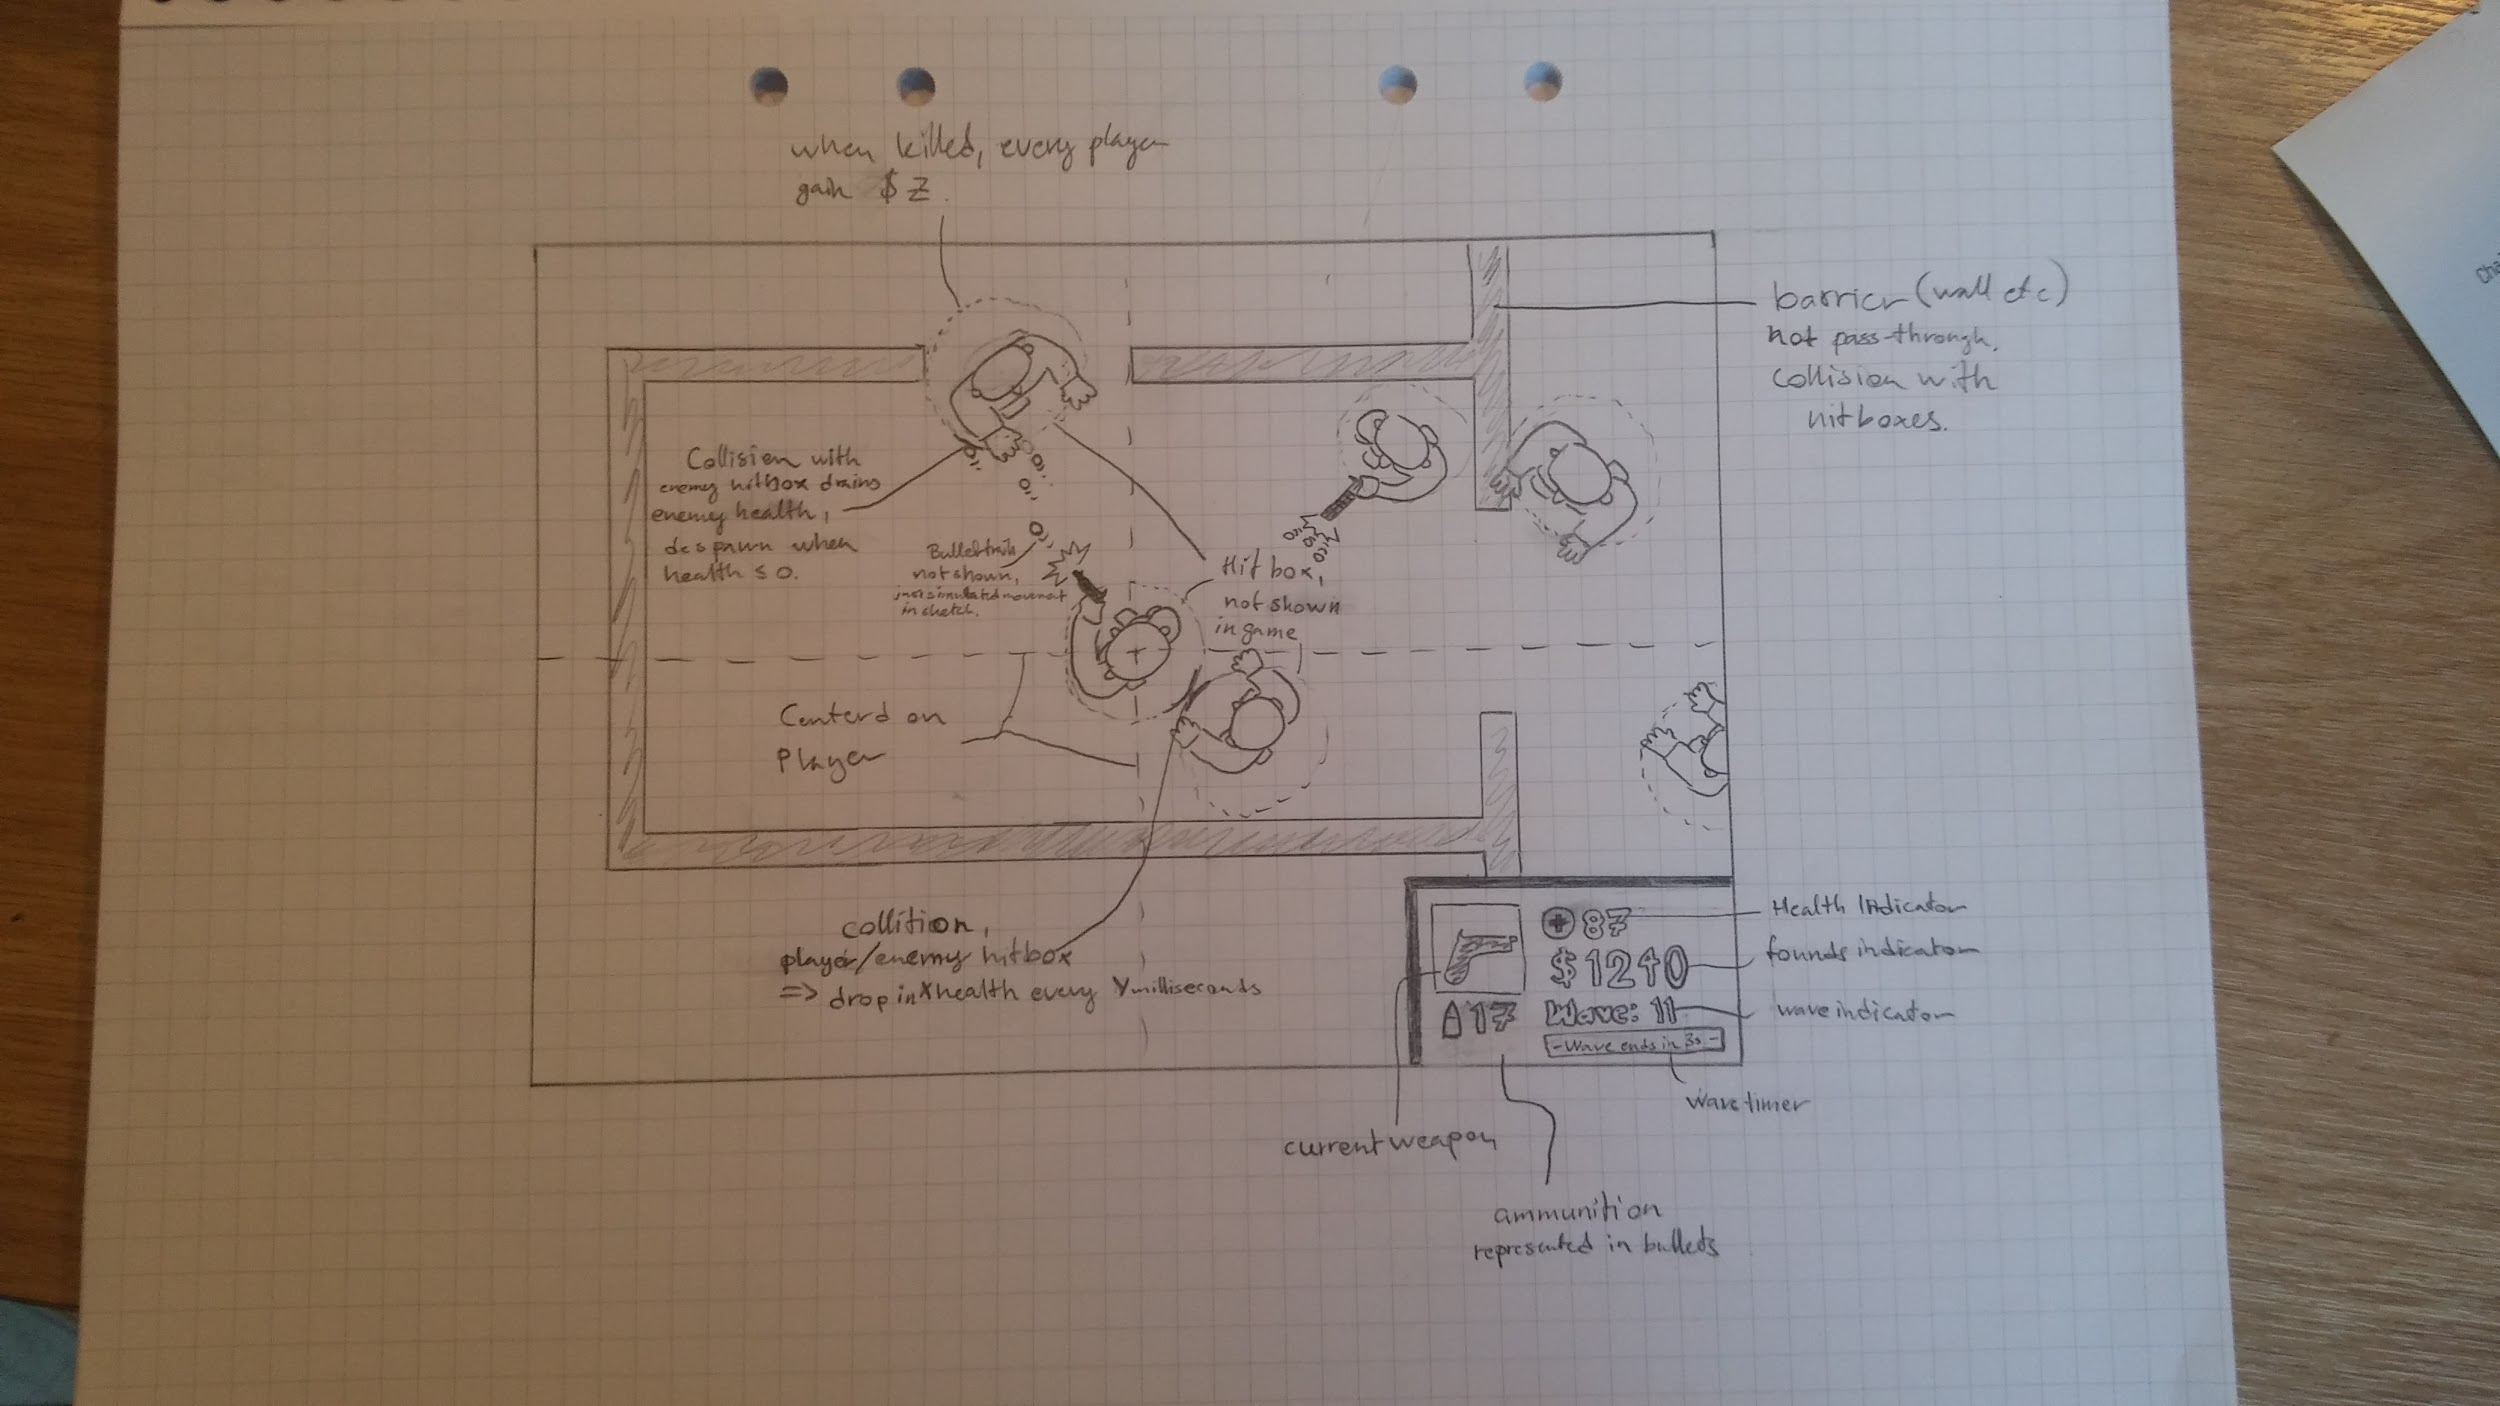 when killed, every player
gain $ Z.
barrier (wall etc)
not pass-through,
collision with
hitboxes.
Collision with
enemy hitbox drains
enemy health,
despawn when
health ≤ 0.
Bullet trails
not shown,
just simulated movement
in sketch.
Hit box,
not shown
in game
Centerd on
Player
collition,
player/enemy hitbox
=> drop in X health every Y milliseconds
87
$1240
17
Wave: 11
-Wave ends in 3s-
Health Indicator
founds indicator
wave indicator
wave timer
current weapon
ammunition
represented in bullets